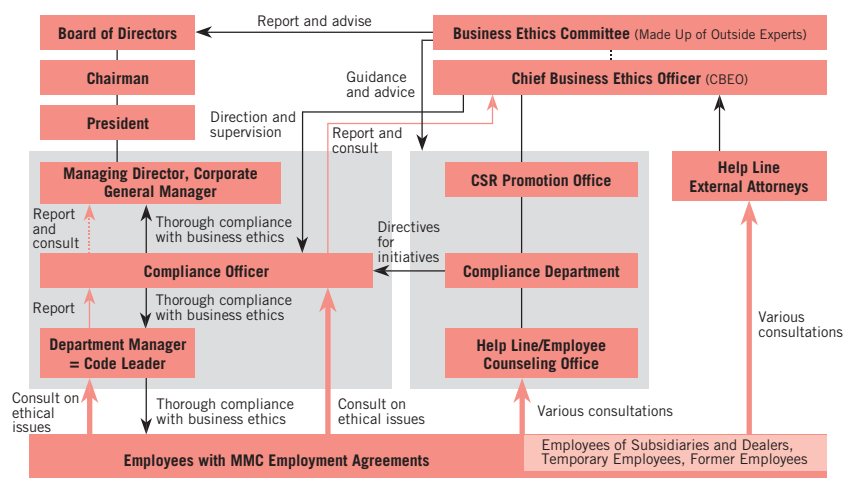 Report and advise
Board of Directors
Business Ethics Committee (Made Up of Outside Experts)
Chairman
Guidance
and advice
Chief Business Ethics Officer (CBEO)
President
Direction and
supervision
Report and
consult
Managing Director, Corporate
General Manager
CSR Promotion Office
Help Line
External Attorneys
Report
and
consult
Thorough compliance
with business ethics
Directives
for
initiatives
Compliance Officer
Compliance Department
Report
Thorough compliance
with business ethics
Department Manager
= Code Leader
Help Line/Employee
Counseling Office
Various
consultations
Consult on
ethical
issues
Thorough compliance
with business ethics
Consult on
ethical issues
Various consultations
Employees with MMC Employment Agreements
Employees of Subsidiaries and Dealers,
Temporary Employees, Former Employees